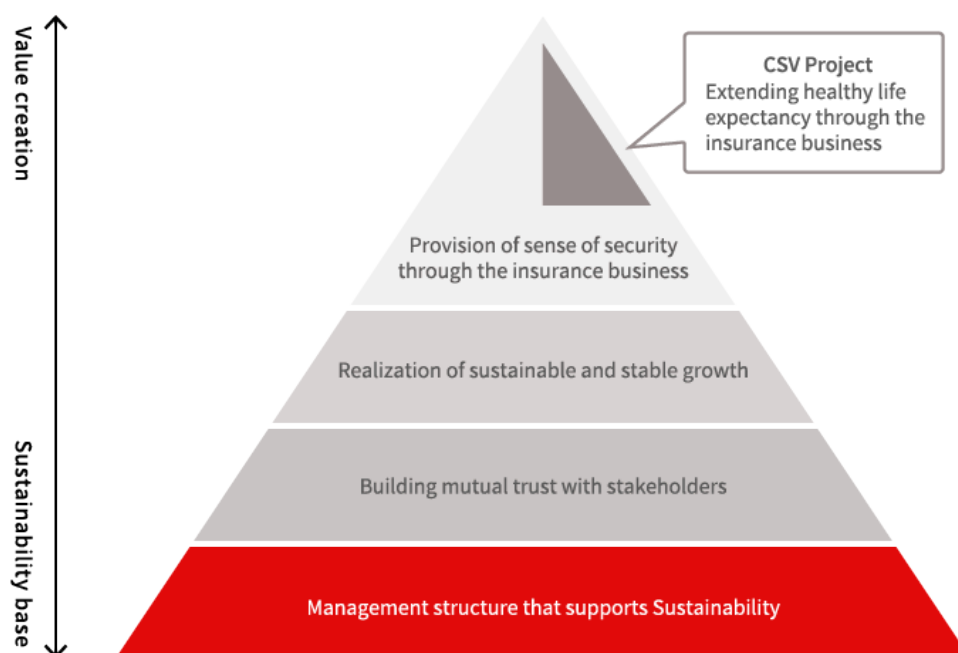 Value creation
CSV Project
Extending healthy life
expectancy through the
insurance business
Provision of sense of security
through the insurance business
Realization of sustainable and stable growth
Building mutual trust with stakeholders
Sustainability base
Management structure that supports Sustainability